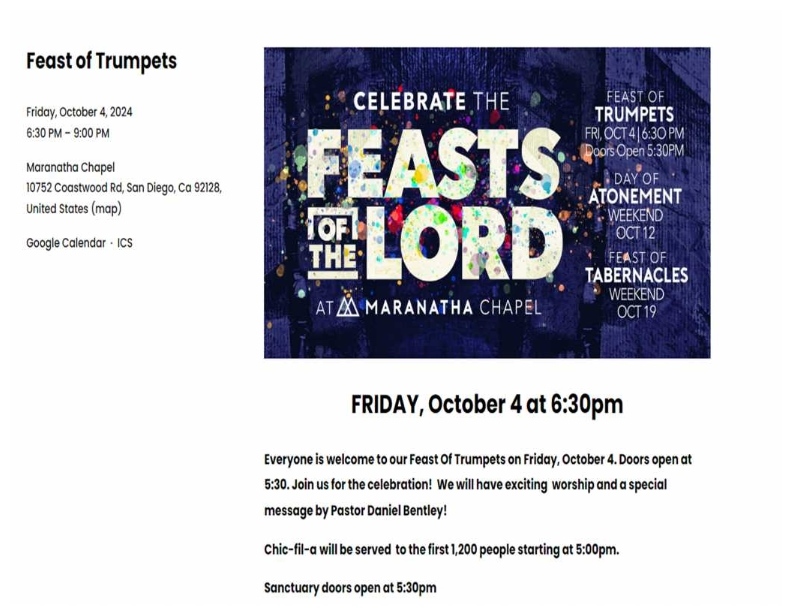 Feast of Trumpets
Friday, October 4, 2024
6:30 PM – 9:00 PM
Maranatha Chapel
10752 Coastwood Rd, San Diego, Ca 92128,
United States (map)
Google Calendar · ICS
CELEBRATE THE
FEASTS
OF
THE
LORD
AT MARANATHA CHAPEL
FEAST OF
TRUMPETS
FRI, OCT 4 | 6:30 PM
Doors Open 5:30PM
DAY OF
ATONEMENT
WEEKEND
OCT 12
FEAST OF
TABERNACLES
WEEKEND
OCT 19
FRIDAY, October 4 at 6:30pm
Everyone is welcome to our Feast Of Trumpets on Friday, October 4. Doors open at
5:30. Join us for the celebration! We will have exciting worship and a special
message by Pastor Daniel Bentley!
Chic-fil-a will be served to the first 1,200 people starting at 5:00pm.
Sanctuary doors open at 5:30pm